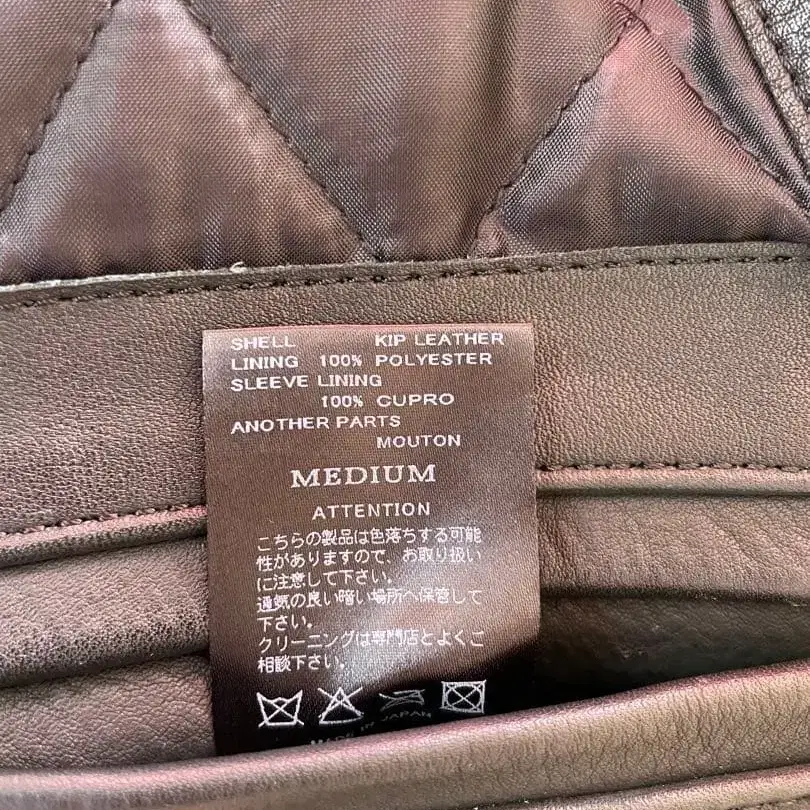 SHELL KIP LEATHER
LINING 100% POLYESTER
SLEEVE LINING
100% CUPRO
ANOTHER PARTS
MOUTON
MEDIUM
ATTENTION
こちらの製品は色落ちする可能
性がありますので、お取り扱い
に注意して下さい。
通気の良い暗い場所へ保管して
下さい。
クリーニングは専門店とよくご
相談下さい。
MADE IN JAPAN